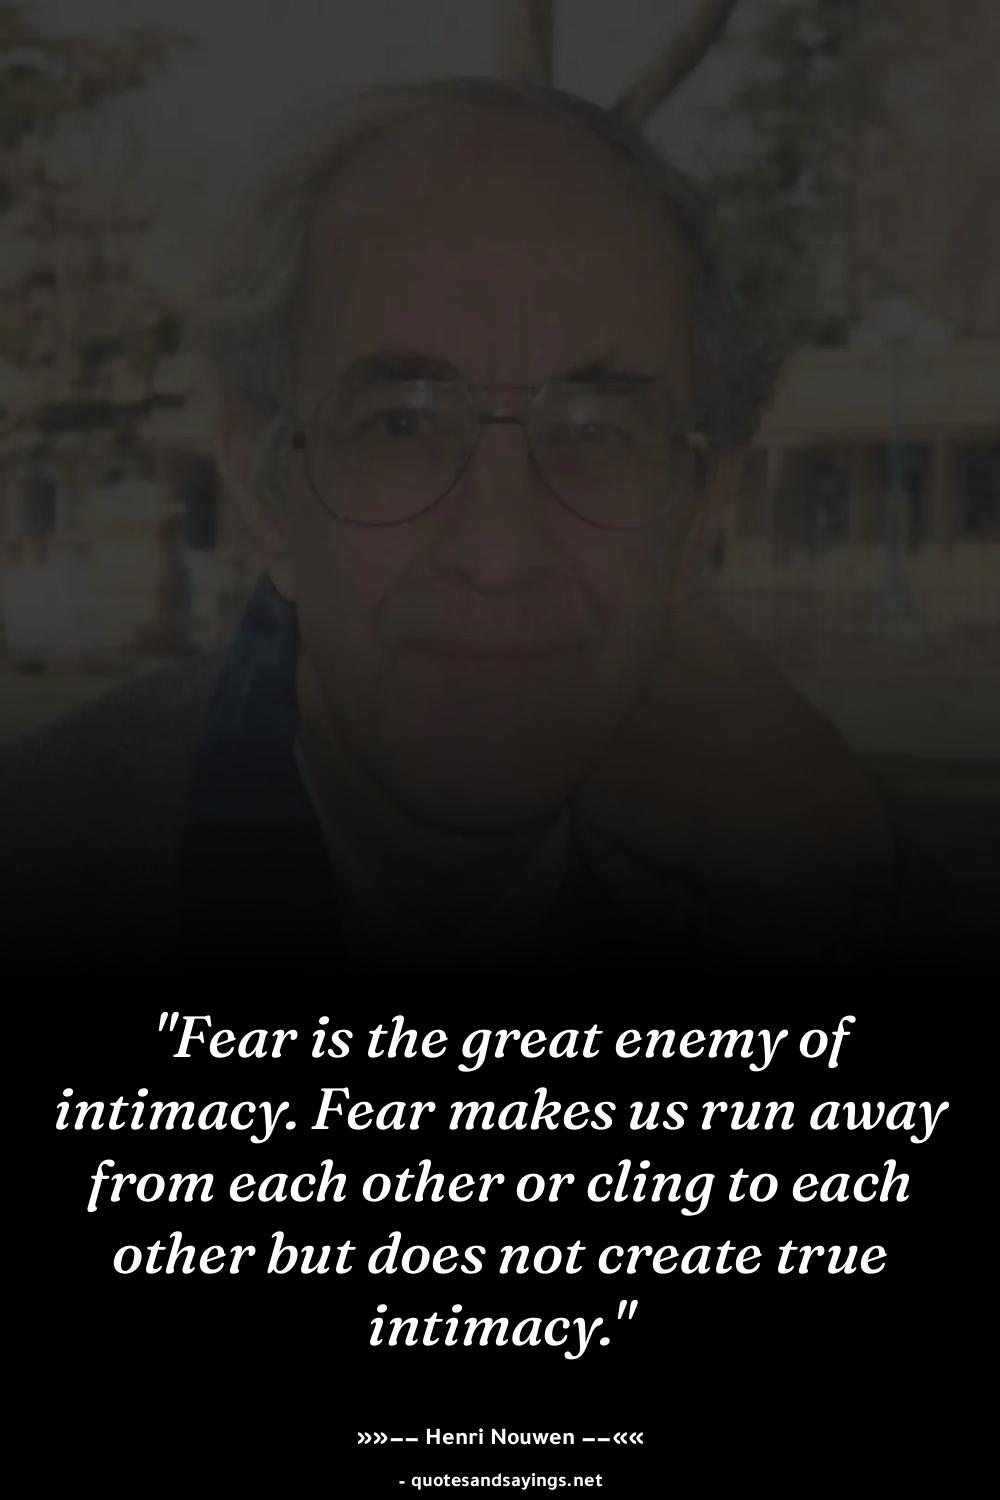 "Fear is the great enemy of
intimacy. Fear makes us run away
from each other or cling to each
other but does not create true
intimacy."
»»−− Henri Nouwen −−««
- quotesandsayings.net